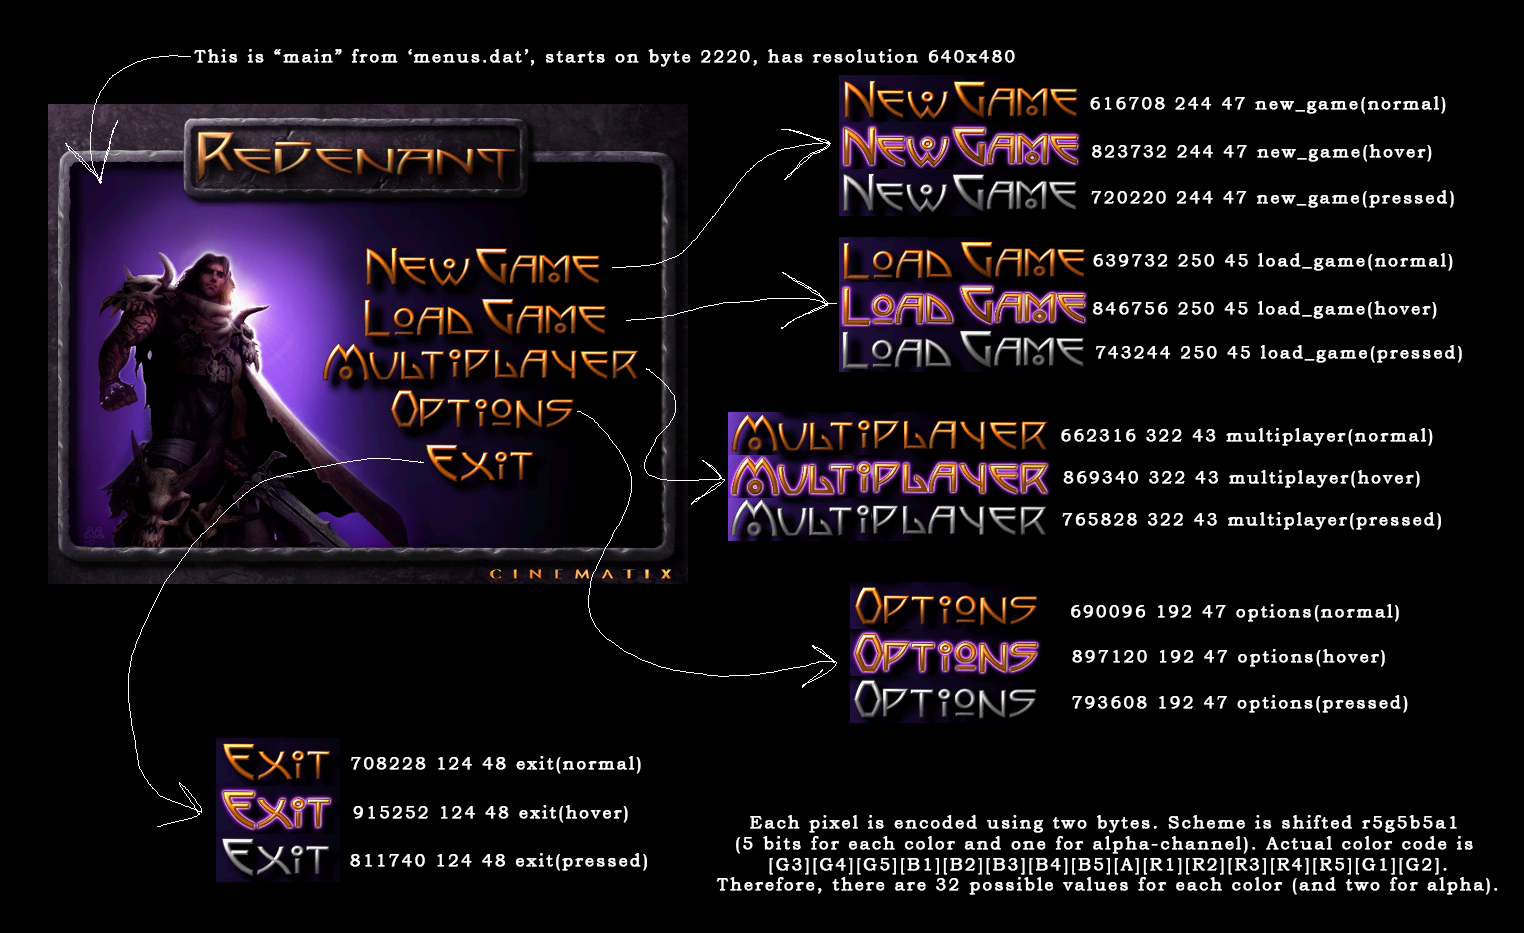 This is “main” from ‘menus.dat’, starts on byte 2220, has resolution 640x480
REVENANT
NEW GAME
LOAD GAME
MULTIPLAYER
OPTIONS
EXIT
CINEMATIX
NEW GAME 616708 244 47 new_game(normal)
NEW GAME 823732 244 47 new_game(hover)
NEW GAME 720220 244 47 new_game(pressed)
LOAD GAME 639732 250 45 load_game(normal)
LOAD GAME 846756 250 45 load_game(hover)
LOAD GAME 743244 250 45 load_game(pressed)
MULTIPLAYER 662316 322 43 multiplayer(normal)
MULTIPLAYER 869340 322 43 multiplayer(hover)
MULTIPLAYER 765828 322 43 multiplayer(pressed)
OPTIONS 690096 192 47 options(normal)
OPTIONS 897120 192 47 options(hover)
OPTIONS 793608 192 47 options(pressed)
EXIT 708228 124 48 exit(normal)
EXIT 915252 124 48 exit(hover)
EXIT 811740 124 48 exit(pressed)
Each pixel is encoded using two bytes. Scheme is shifted r5g5b5a1
(5 bits for each color and one for alpha-channel). Actual color code is
[G3][G4][G5][B1][B2][B3][B4][B5][A][R1][R2][R3][R4][R5][G1][G2].
Therefore, there are 32 possible values for each color (and two for alpha).